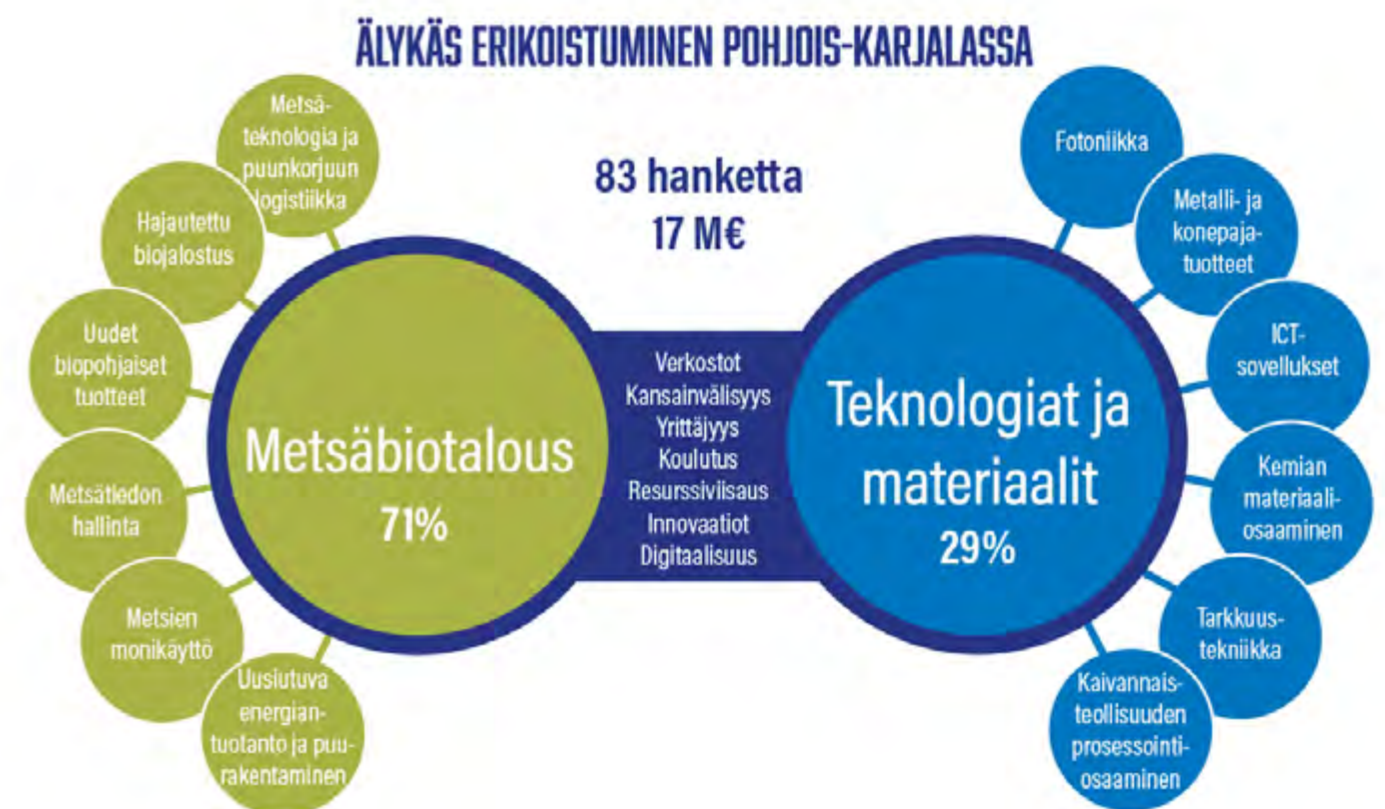 ÄLYKÄS ERIKOISTUMINEN POHJOIS-KARJALASSA
83 hanketta
17 M€
Metsä-
teknologia ja
puunkorjuun
logistiikka
Hajautettu
biojalostus
Uudet
biopohjaiset
tuotteet
Metsätiedon
hallinta
Metsien
monikäyttö
Uusiutuva
energian-
tuotanto ja puu-
rakentaminen
Metsäbiotalous
71%
Verkostot
Kansainvälisyys
Yrittäjyys
Koulutus
Resurssiviisaus
Innovaatiot
Digitaalisuus
Teknologiat ja
materiaalit
29%
Fotoniikka
Metalli- ja
konepaja-
tuotteet
ICT-
sovellukset
Kemian
materiaali-
osaaminen
Tarkkuus-
tekniikka
Kaivannais-
teollisuuden
prosessointi-
osaaminen